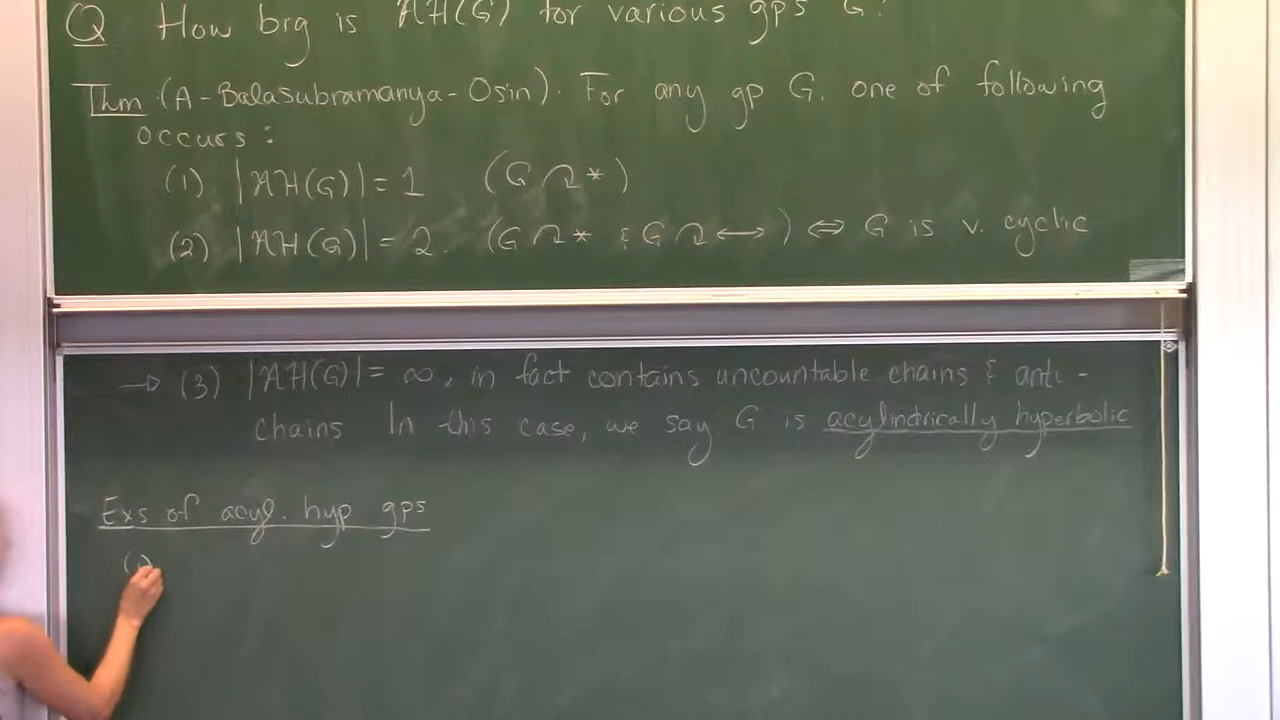 Q How big is AH(G) for various gps G?
Thm (A-Balasubramanya-Osin). For any gp G, one of following
occurs:
(1) |AH(G)| = 1 (G ↷ *)
(2) |AH(G)| = 2. (G ↷ * & G ↷ ⟷) ⇔ G is v. cyclic
→ (3) |AH(G)| = ∞, in fact contains uncountable chains & anti-
chains In this case, we say G is acylindrically hyperbolic
Exs of acyl. hyp gps